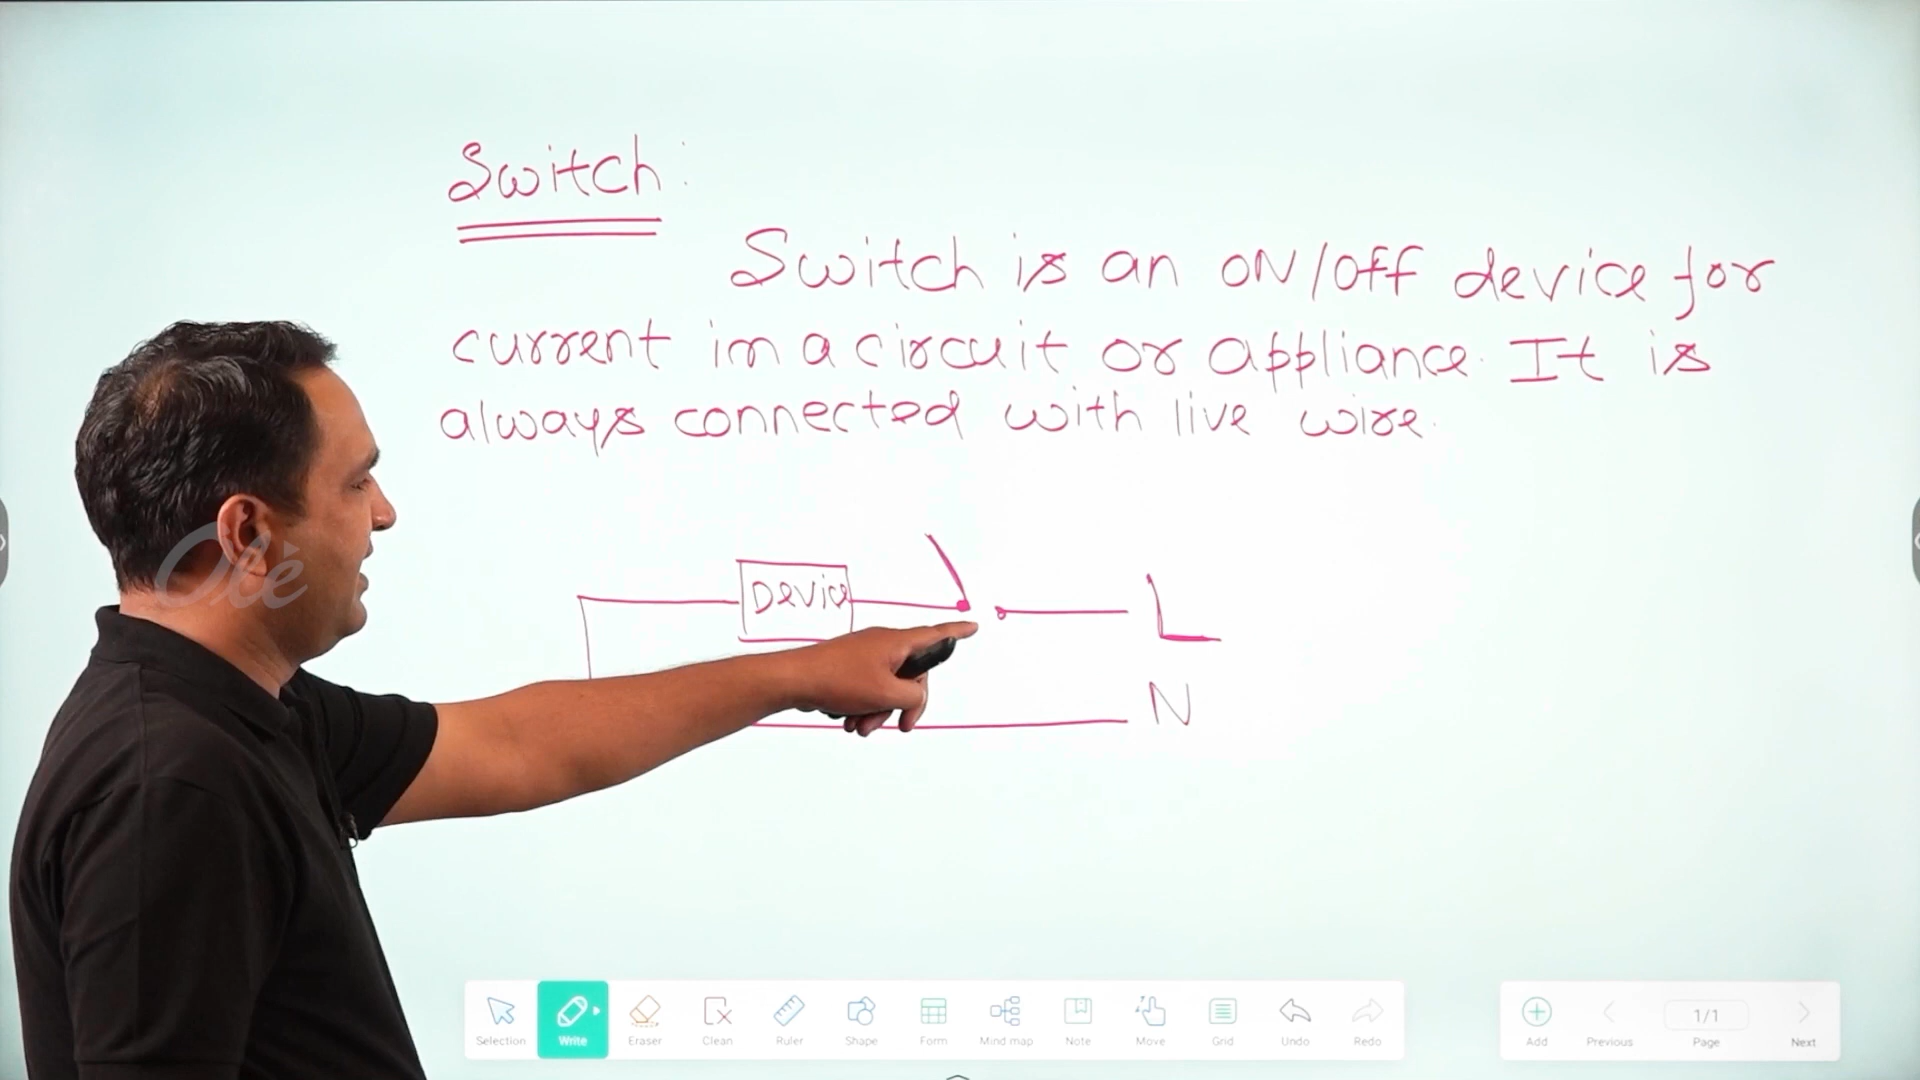 Switch:
Switch is an ON/OFF device for
current in a circuit or appliance. It is
always connected with live wire.
Device
L
N
Olé
Selection
Write
Eraser
Clean
Ruler
Shape
Form
Mind map
Note
Move
Grid
Undo
Redo
Add
Previous
1/1
Page
Next